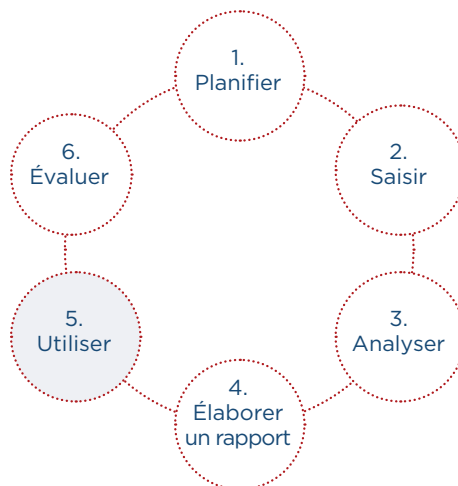 1.
Planifier
2.
Saisir
3.
Analyser
4.
Élaborer
un rapport
5.
Utiliser
6.
Évaluer